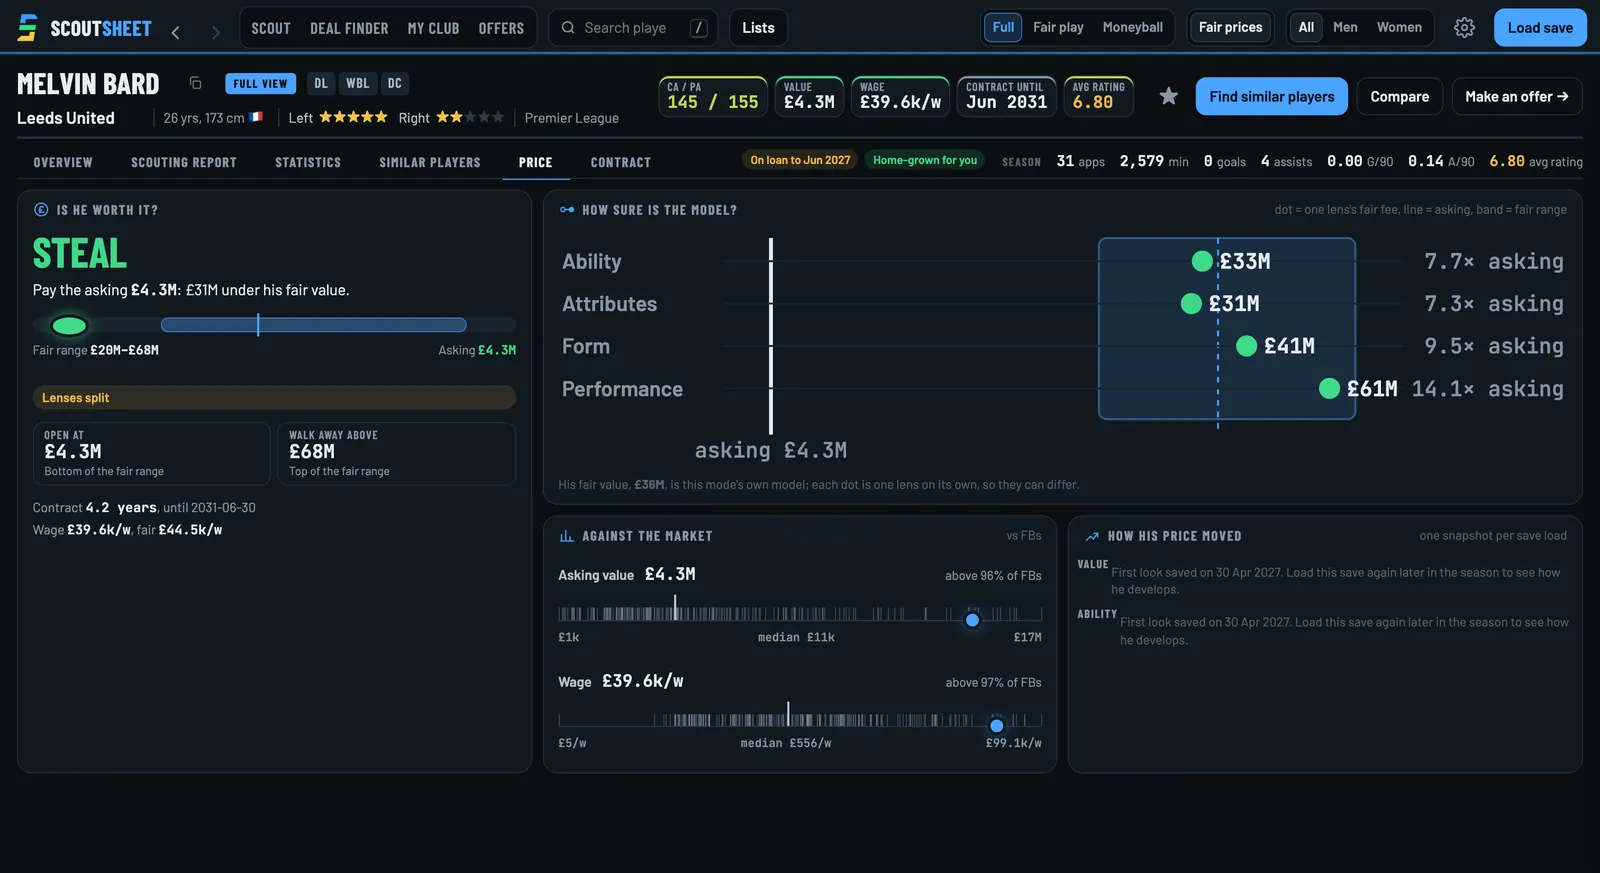 SCOUTSHEET
SCOUT DEAL FINDER MY CLUB OFFERS
Search playe /
Lists
Full Fair play Moneyball
Fair prices
All Men Women
Load save
MELVIN BARD
FULL VIEW DL WBL DC
Leeds United
26 yrs, 173 cm
Left Right
Premier League
CA / PA
145 / 155
VALUE
£4.3M
WAGE
£39.6k/w
CONTRACT UNTIL
Jun 2031
AVG RATING
6.80
Find similar players
Compare
Make an offer →
OVERVIEW SCOUTING REPORT STATISTICS SIMILAR PLAYERS PRICE CONTRACT
On loan to Jun 2027
Home-grown for you
SEASON 31 apps 2,579 min 0 goals 4 assists 0.00 G/90 0.14 A/90 6.80 avg rating
IS HE WORTH IT?
STEAL
Pay the asking £4.3M: £31M under his fair value.
Fair range £20M–£68M
Asking £4.3M
Lenses split
OPEN AT
£4.3M
Bottom of the fair range
WALK AWAY ABOVE
£68M
Top of the fair range
Contract 4.2 years, until 2031-06-30
Wage £39.6k/w, fair £44.5k/w
HOW SURE IS THE MODEL?
dot = one lens's fair fee, line = asking, band = fair range
Ability £33M 7.7× asking
Attributes £31M 7.3× asking
Form £41M 9.5× asking
Performance £61M 14.1× asking
asking £4.3M
His fair value, £36M, is this mode's own model; each dot is one lens on its own, so they can differ.
AGAINST THE MARKET
vs FBs
Asking value £4.3M
above 96% of FBs
£1k median £11k £17M
Wage £39.6k/w
above 97% of FBs
£5/w median £556/w £99.1k/w
HOW HIS PRICE MOVED
one snapshot per save load
VALUE
First look saved on 30 Apr 2027. Load this save again later in the season to see how
he develops.
ABILITY
First look saved on 30 Apr 2027. Load this save again later in the season to see how
he develops.